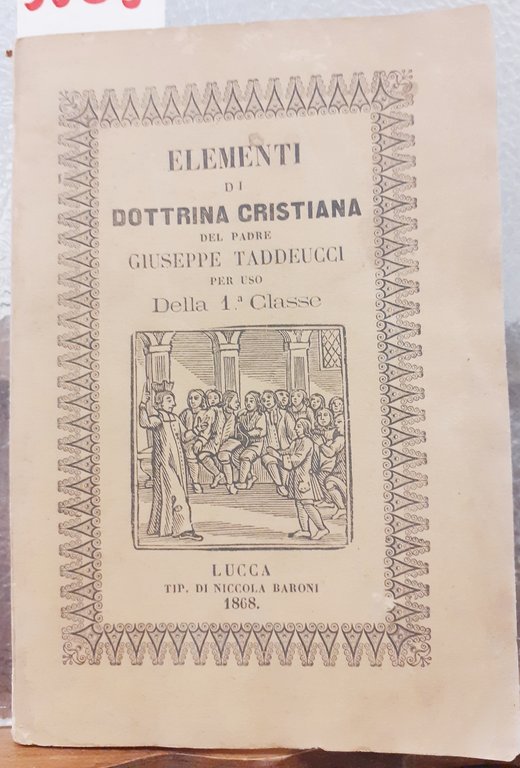 ELEMENTI
DI
DOTTRINA CRISTIANA
DEL PADRE
GIUSEPPE TADDEUCCI
PER USO
Della 1.ª Classe
LUCCA
TIP. DI NICCOLA BARONI
1868.